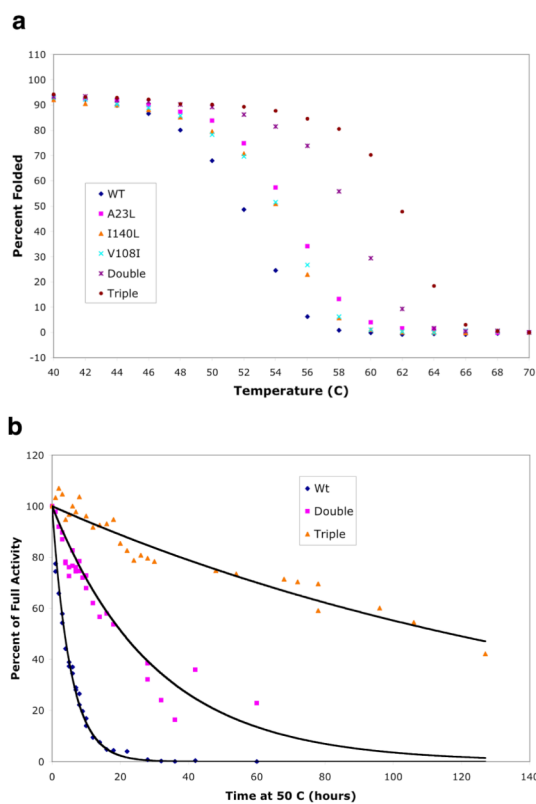 a
110
100
90
80
70
60
50
40
30
20
10
0
-10
Percent Folded
WT
A23L
I140L
V108I
Double
Triple
40 42 44 46 48 50 52 54 56 58 60 62 64 66 68 70
Temperature (C)
b
120
100
80
60
40
20
0
Percent of Full Activity
Wt
Double
Triple
0 20 40 60 80 100 120 140
Time at 50 C (hours)